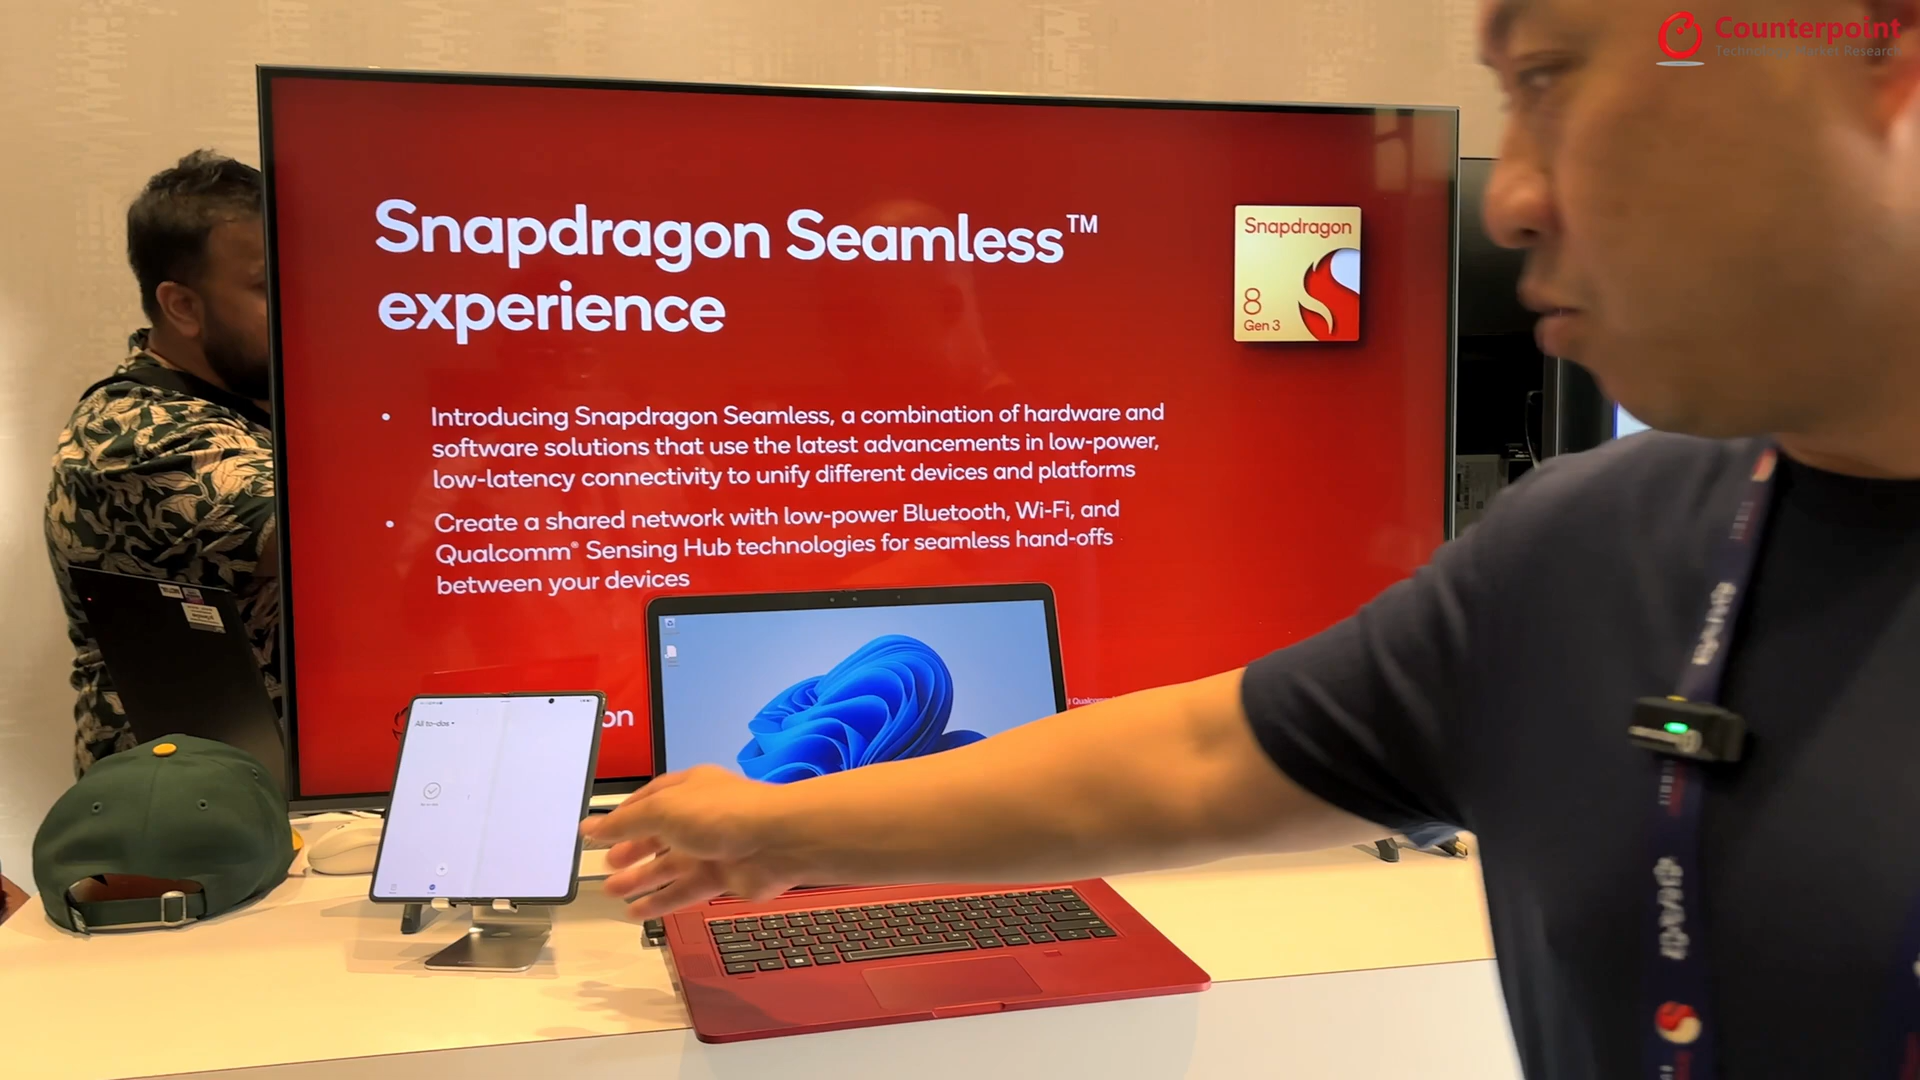 Counterpoint
Technology Market Research
Snapdragon Seamless™
experience
Snapdragon
8
Gen 3
• Introducing Snapdragon Seamless, a combination of hardware and
software solutions that use the latest advancements in low-power,
low-latency connectivity to unify different devices and platforms
• Create a shared network with low-power Bluetooth, Wi-Fi, and
Qualcomm® Sensing Hub technologies for seamless hand-offs
between your devices
on
Qualcomm
All to-dos